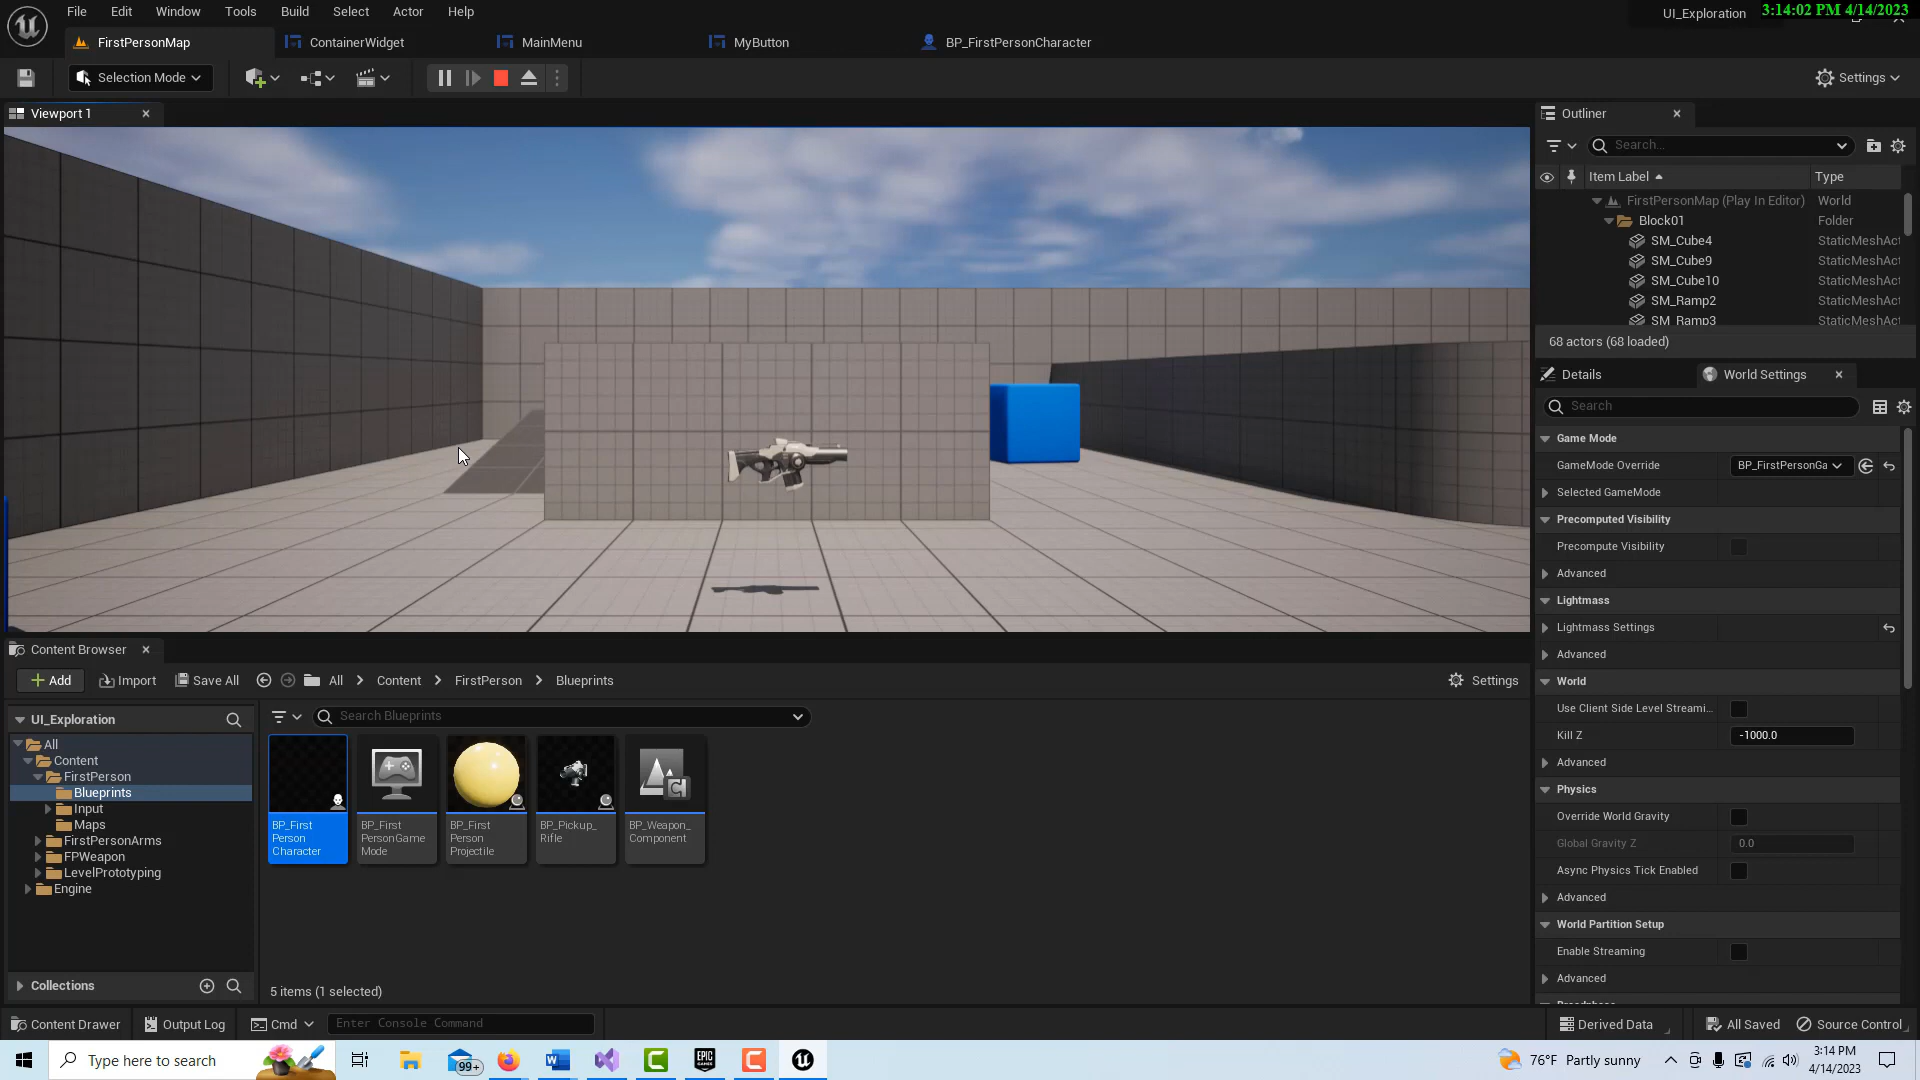 File Edit Window Tools Build Select Actor Help
UI_Exploration
3:14:02 PM 4/14/2023
FirstPersonMap
ContainerWidget
MainMenu
MyButton
BP_FirstPersonCharacter
Selection Mode
Settings
Viewport 1
Outliner
Search...
Item Label
Type
FirstPersonMap (Play In Editor) World
Block01 Folder
SM_Cube4 StaticMeshAct
SM_Cube9 StaticMeshAct
SM_Cube10 StaticMeshAct
SM_Ramp2 StaticMeshAct
SM_Ramp3 StaticMeshAct
68 actors (68 loaded)
Details
World Settings
Search
Game Mode
GameMode Override BP_FirstPersonGa
Selected GameMode
Precomputed Visibility
Precompute Visibility
Advanced
Lightmass
Lightmass Settings
Advanced
World
Use Client Side Level Streami...
Kill Z -1000.0
Advanced
Physics
Override World Gravity
Global Gravity Z 0.0
Async Physics Tick Enabled
Advanced
World Partition Setup
Enable Streaming
Advanced
Content Browser
Add Import Save All All > Content > FirstPerson > Blueprints
Settings
UI_Exploration
Search Blueprints
All
Content
FirstPerson
Blueprints
Input
Maps
FirstPersonArms
FPWeapon
LevelPrototyping
Engine
Collections
BP_First
Person
Character
BP_First
PersonGame
Mode
BP_First
Person
Projectile
BP_Pickup_
Rifle
BP_Weapon_
Component
5 items (1 selected)
Content Drawer
Output Log
Cmd
Enter Console Command
Derived Data
All Saved
Source Control
Type here to search
99+
EPIC
GAMES
76°F Partly sunny
3:14 PM
4/14/2023